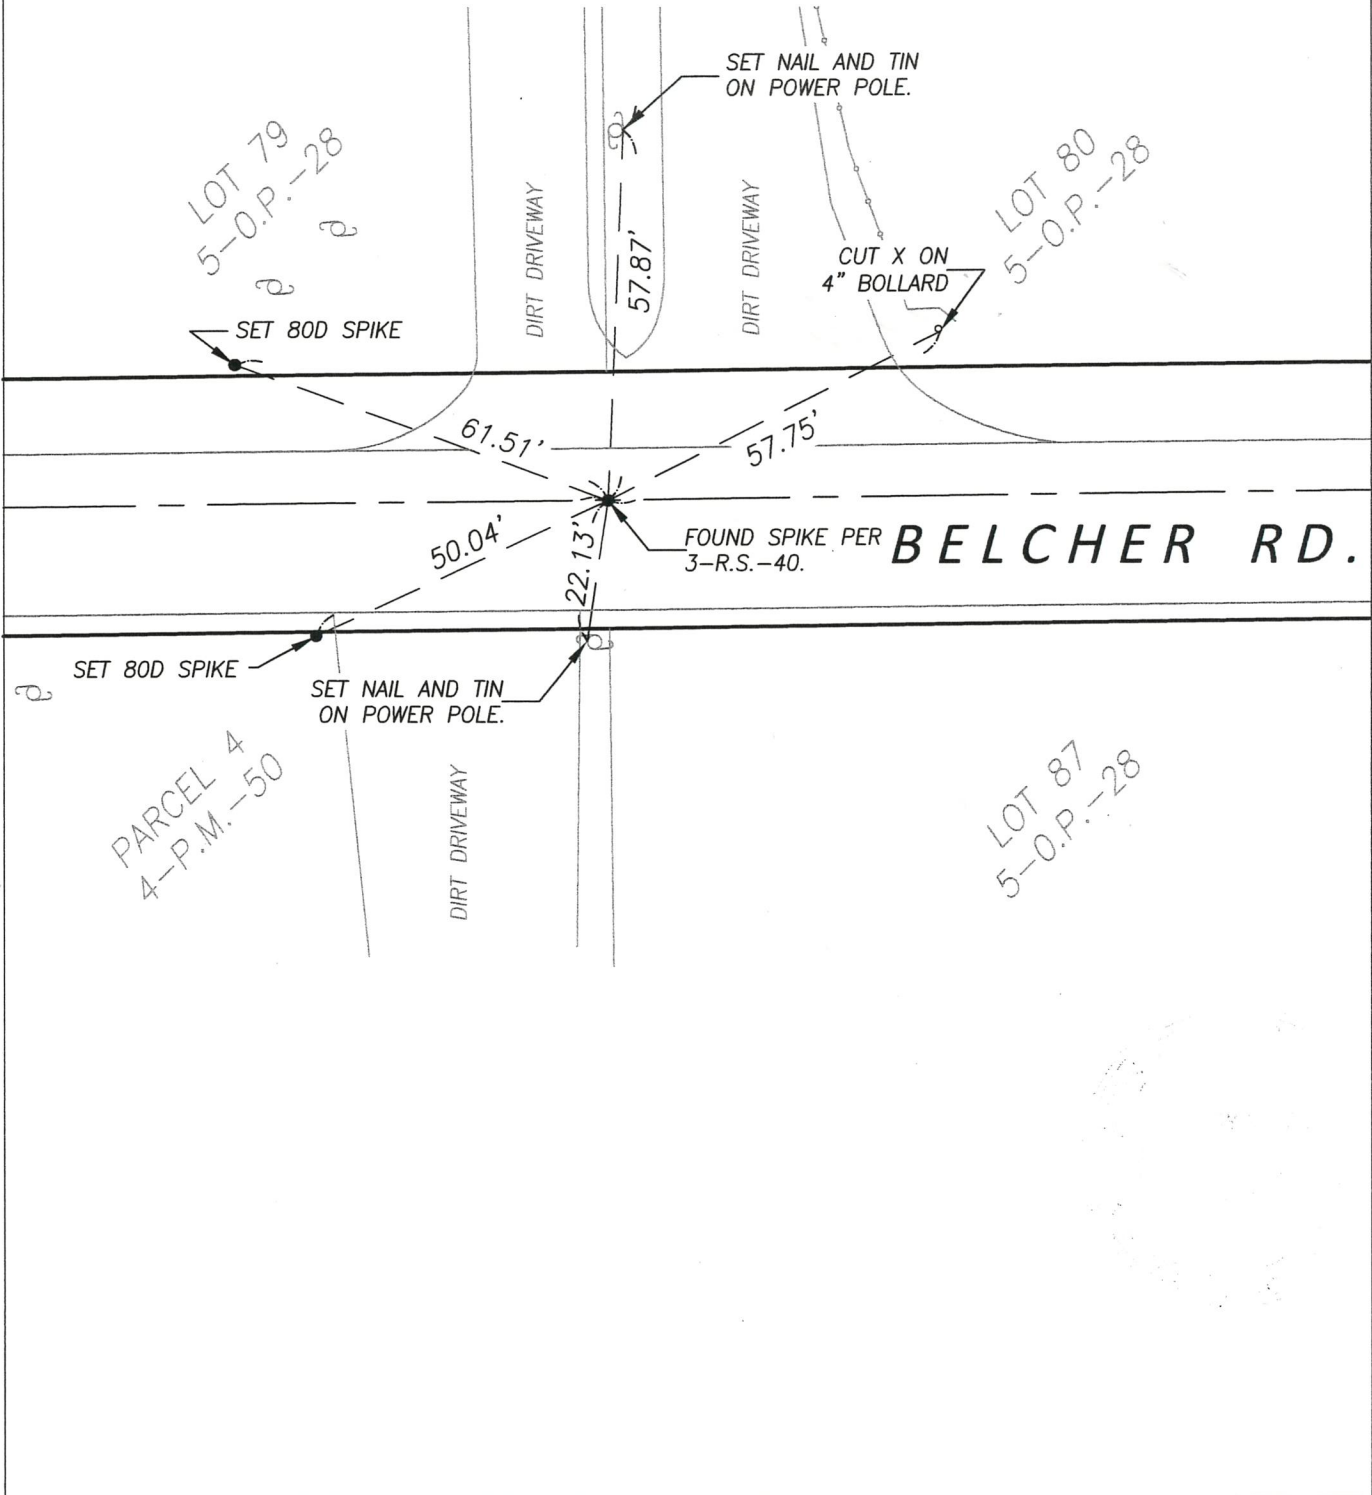 SET NAIL AND TIN
ON POWER POLE.
LOT 79
5-O.P.-28
LOT 80
5-O.P.-28
DIRT DRIVEWAY
57.87'
DIRT DRIVEWAY
CUT X ON
4" BOLLARD
SET 80D SPIKE
61.51'
57.75'
50.04'
22.13'
FOUND SPIKE PER
3-R.S.-40.
BELCHER RD.
SET 80D SPIKE
SET NAIL AND TIN
ON POWER POLE.
PARCEL 4
4-P.M.-50
DIRT DRIVEWAY
LOT 87
5-O.P.-28